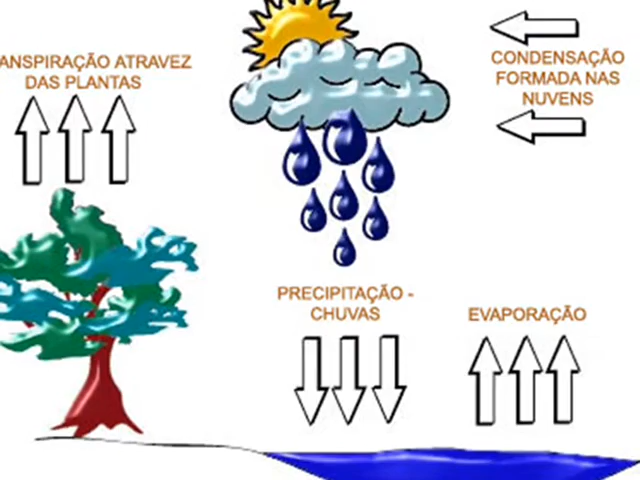 ANSPIRAÇÃO ATRAVEZ
DAS PLANTAS
CONDENSAÇÃO
FORMADA NAS
NUVENS
PRECIPITAÇÃO -
CHUVAS
EVAPORAÇÃO